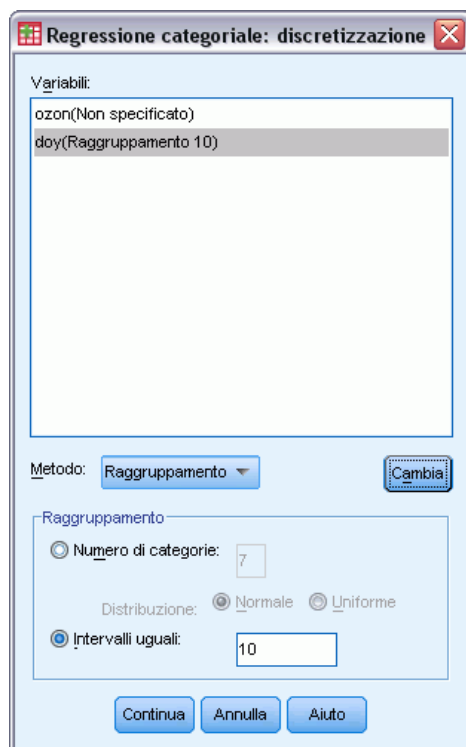 Regressione categoriale: discretizzazione
Variabili:
ozon(Non specificato)
doy(Raggruppamento 10)
Metodo: Raggruppamento Cambia
Raggruppamento
Numero di categorie: 7
Distribuzione: Normale Uniforme
Intervalli uguali: 10
Continua Annulla Aiuto